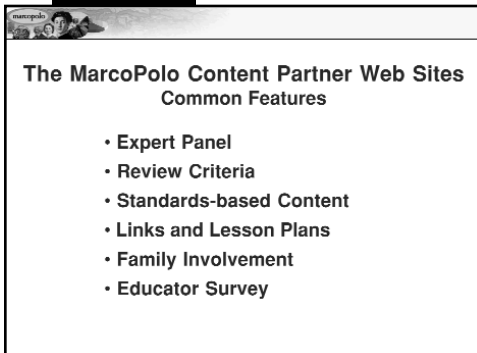 marcopolo
The MarcoPolo Content Partner Web Sites
Common Features
• Expert Panel
• Review Criteria
• Standards-based Content
• Links and Lesson Plans
• Family Involvement
• Educator Survey